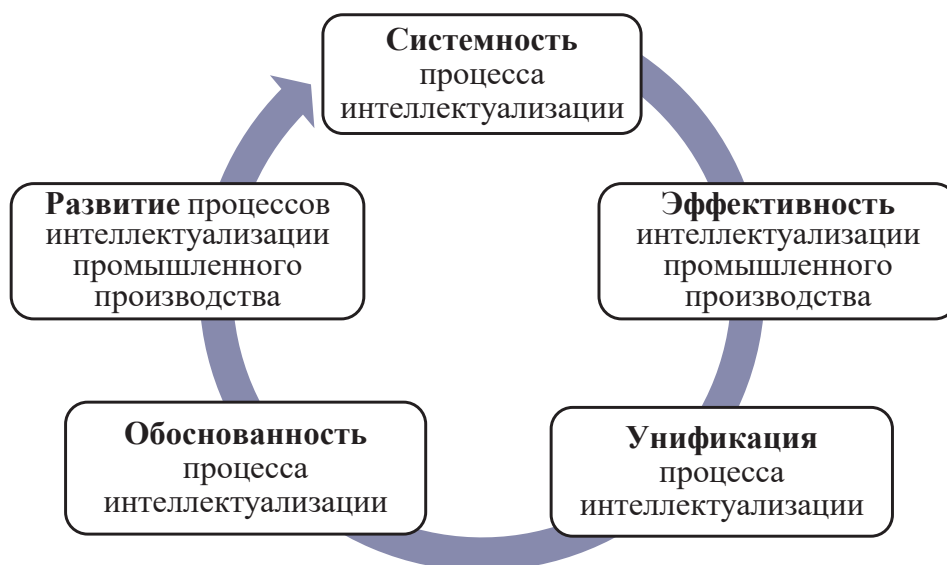 Системность
процесса
интеллектуализации
Эффективность
интеллектуализации
промышленного
производства
Унификация
процесса
интеллектуализации
Обоснованность
процесса
интеллектуализации
Развитие процессов
интеллектуализации
промышленного
производства